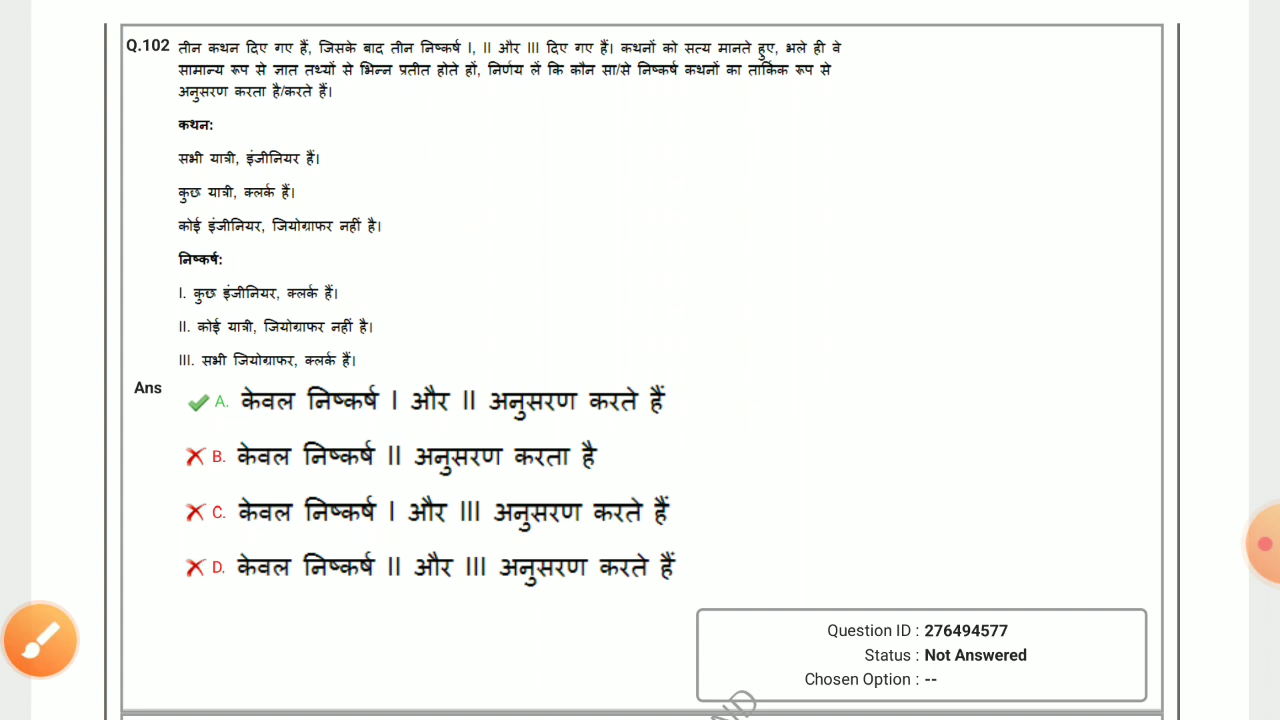 Q.102 तीन कथन दिए गए हैं, जिसके बाद तीन निष्कर्ष I, II और III दिए गए हैं। कथनों को सत्य मानते हुए, भले ही वे
सामान्य रूप से ज्ञात तथ्यों से भिन्न प्रतीत होते हों, निर्णय लें कि कौन सा/से निष्कर्ष कथनों का तार्किक रूप से
अनुसरण करता है/करते हैं।
कथन:
सभी यात्री, इंजीनियर हैं।
कुछ यात्री, क्लर्क हैं।
कोई इंजीनियर, जियोग्राफर नहीं है।
निष्कर्ष:
I. कुछ इंजीनियर, क्लर्क हैं।
II. कोई यात्री, जियोग्राफर नहीं है।
III. सभी जियोग्राफर, क्लर्क हैं।
Ans
A. केवल निष्कर्ष I और II अनुसरण करते हैं
B. केवल निष्कर्ष II अनुसरण करता है
C. केवल निष्कर्ष I और III अनुसरण करते हैं
D. केवल निष्कर्ष II और III अनुसरण करते हैं
Question ID : 276494577
Status : Not Answered
Chosen Option : --